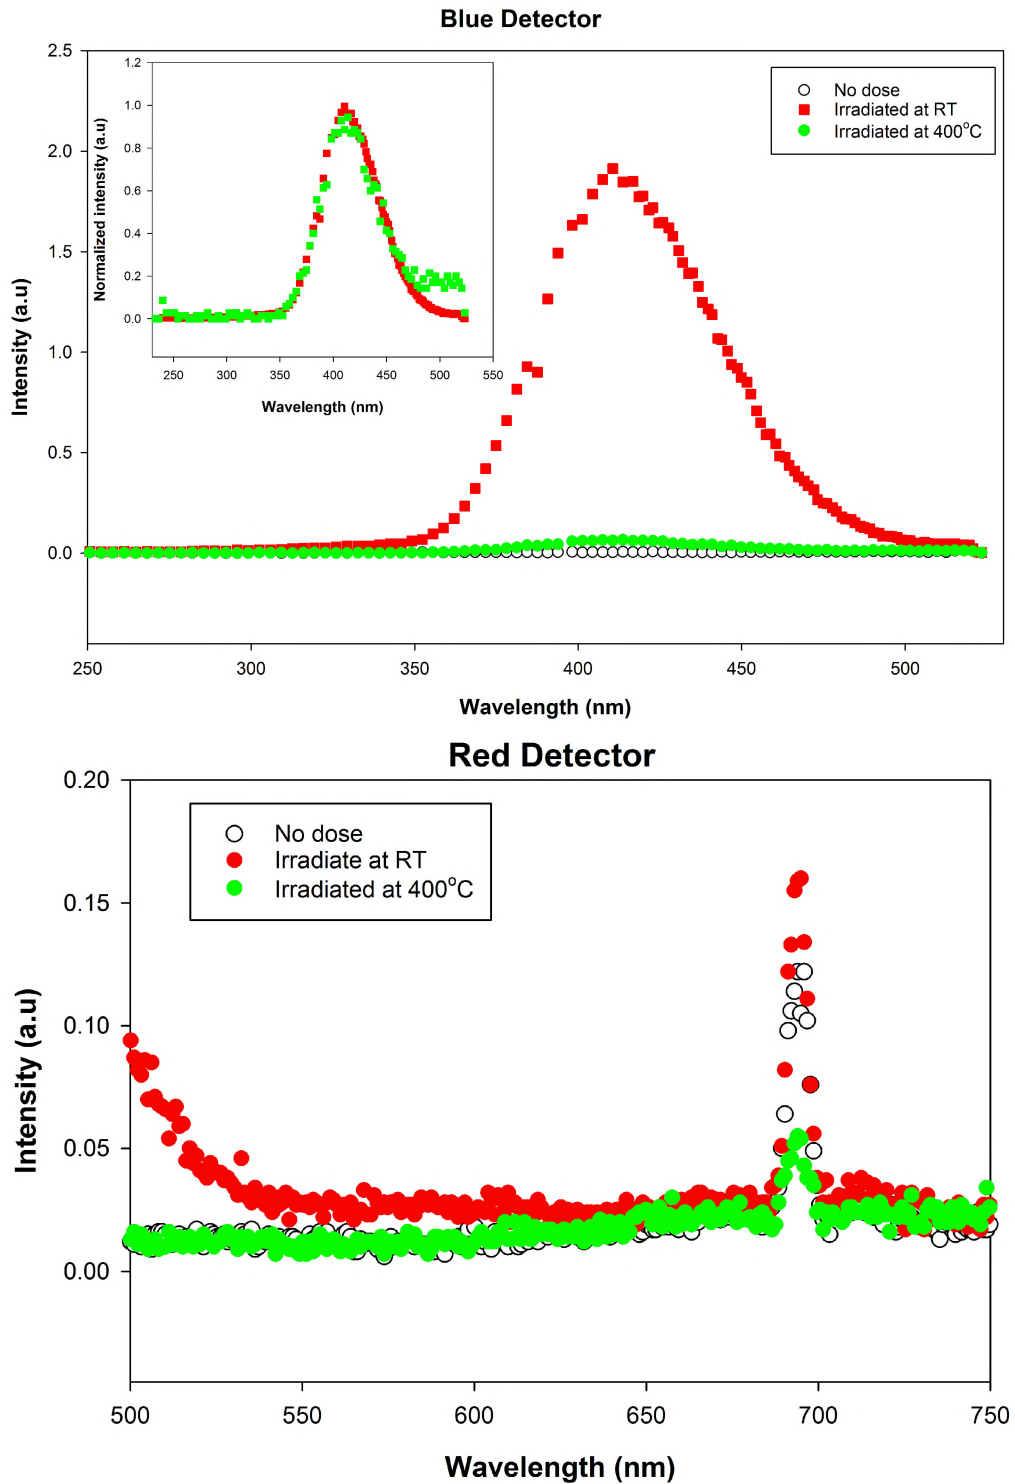 Blue Detector
2.5
2.0
1.5
1.0
0.5
0.0
Intensity (a.u)
No dose
Irradiated at RT
Irradiated at 400°C
1.2
1.0
0.8
0.6
0.4
0.2
0.0
Normalized intensity (a.u)
250 300 350 400 450 500 550
Wavelength (nm)
250 300 350 400 450 500
Wavelength (nm)
Red Detector
0.20
0.15
0.10
0.05
0.00
Intensity (a.u)
No dose
Irradiate at RT
Irradiated at 400°C
500 550 600 650 700 750
Wavelength (nm)